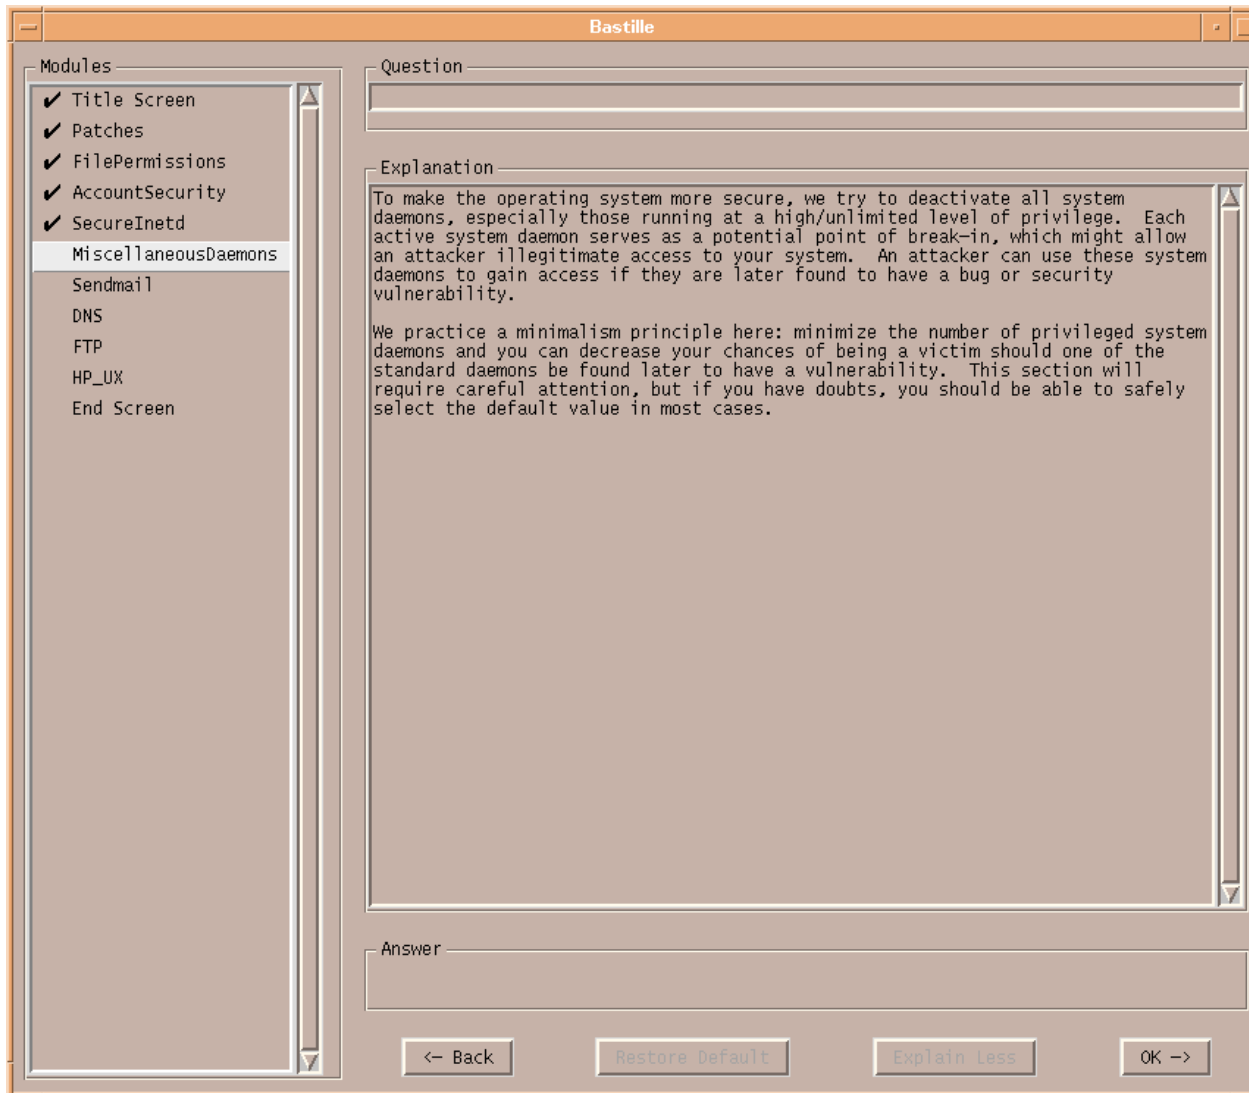 Bastille
Modules
✔ Title Screen
✔ Patches
✔ FilePermissions
✔ AccountSecurity
✔ SecureInetd
MiscellaneousDaemons
Sendmail
DNS
FTP
HP_UX
End Screen
Question
Explanation
To make the operating system more secure, we try to deactivate all system
daemons, especially those running at a high/unlimited level of privilege.  Each
active system daemon serves as a potential point of break-in, which might allow
an attacker illegitimate access to your system.  An attacker can use these system
daemons to gain access if they are later found to have a bug or security
vulnerability.
We practice a minimalism principle here: minimize the number of privileged system
daemons and you can decrease your chances of being a victim should one of the
standard daemons be found later to have a vulnerability.  This section will
require careful attention, but if you have doubts, you should be able to safely
select the default value in most cases.
Answer
<- Back
Restore Default
Explain Less
OK ->